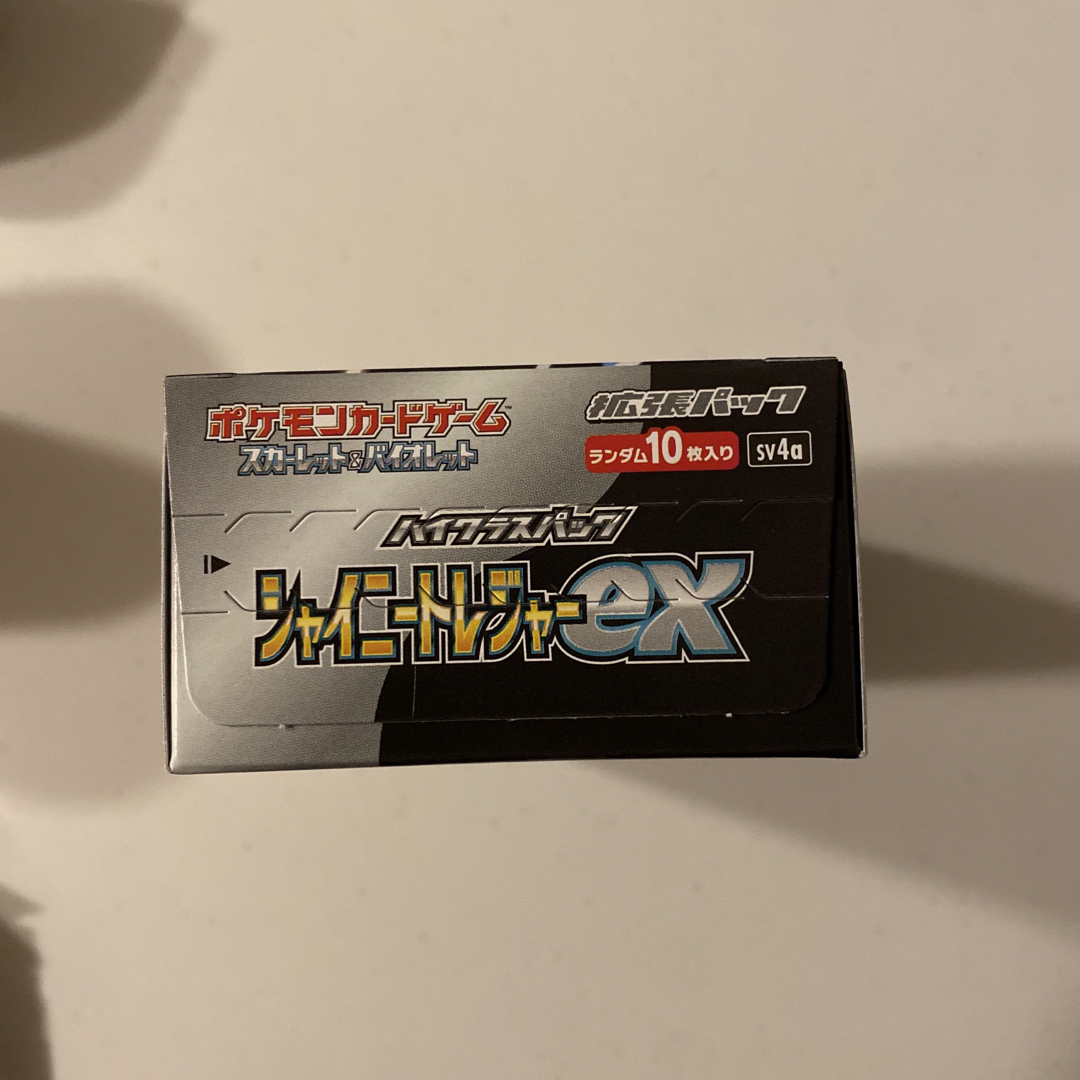 ポケモンカードゲーム™
スカーレット&バイオレット
拡張パック
ランダム10枚入り
SV4a
ハイクラスパック
シャイニートレジャーex